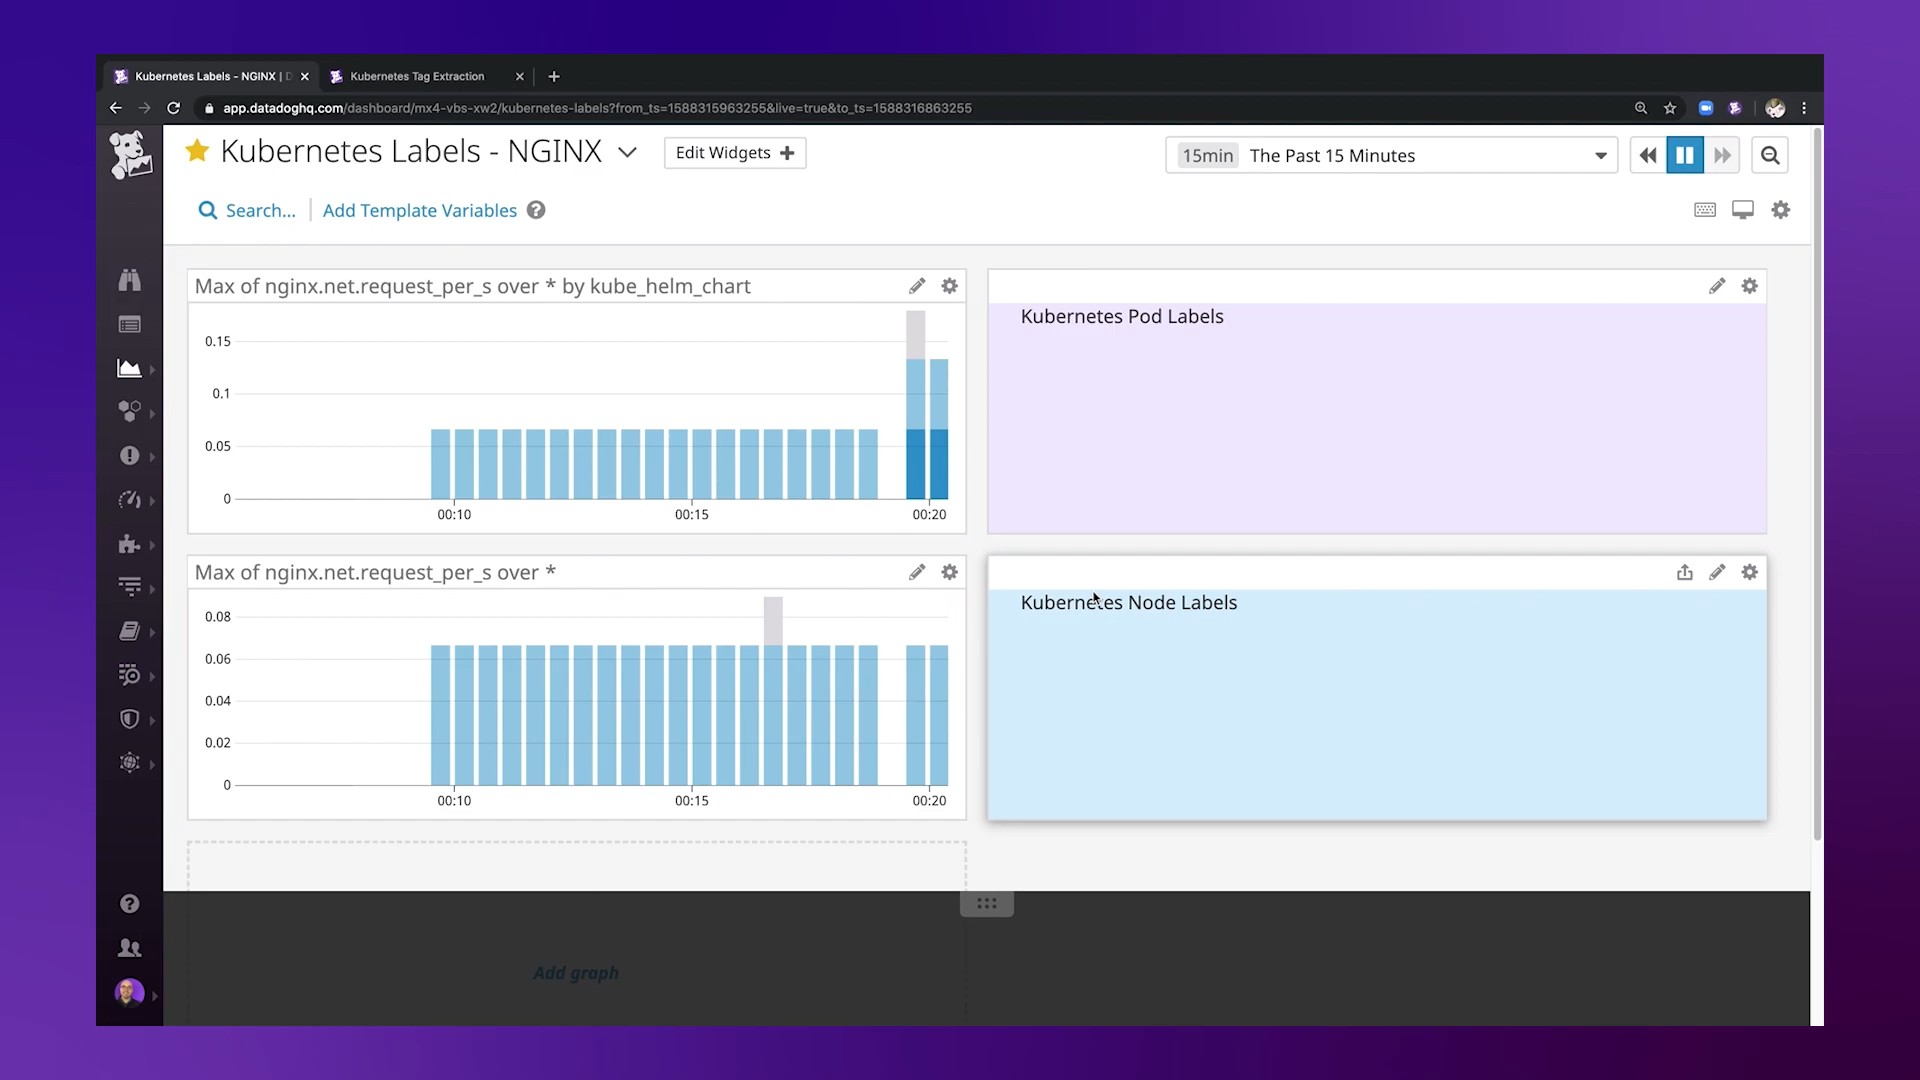 Kubernetes Labels - NGINX | D
Kubernetes Tag Extraction
app.datadoghq.com/dashboard/mx4-vbs-xw2/kubernetes-labels?from_ts=1588315963255&live=true&to_ts=1588316863255
Kubernetes Labels - NGINX
Edit Widgets
15min The Past 15 Minutes
Search...
Add Template Variables
Max of nginx.net.request_per_s over * by kube_helm_chart
0.15
0.1
0.05
0
00:10 00:15 00:20
Kubernetes Pod Labels
Max of nginx.net.request_per_s over *
0.08
0.06
0.04
0.02
0
00:10 00:15 00:20
Kubernetes Node Labels
Add graph